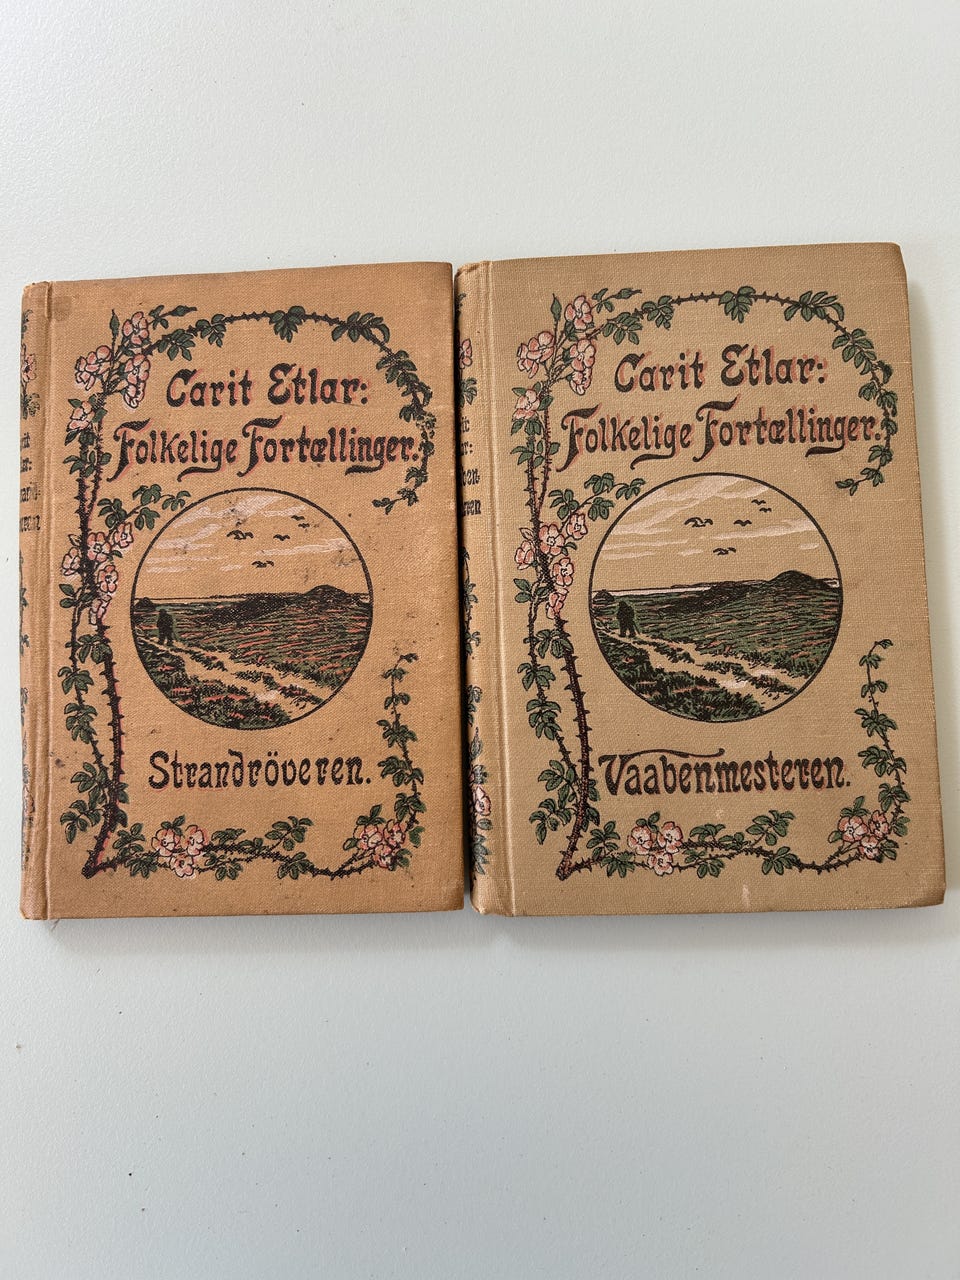 Carit Etlar:
Folkelige Fortællinger.
Strandröveren.
Carit Etlar:
Folkelige Fortællinger.
Vaabenmesteren.